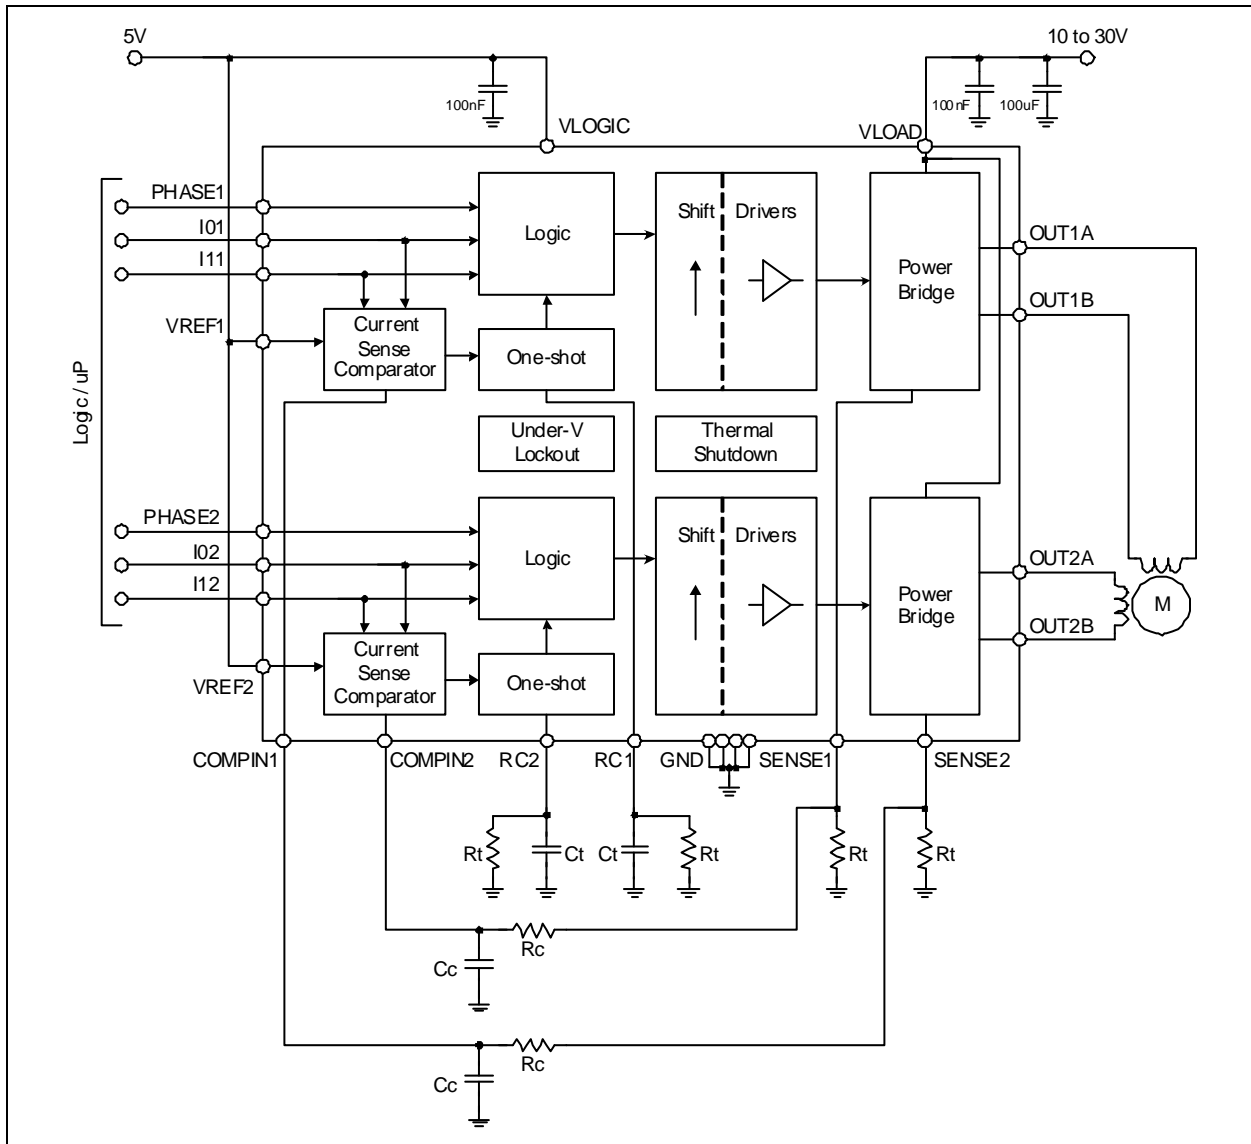 5V
10 to 30V
100nF
100nF
100uF
VLOGIC
VLOAD
PHASE1
I01
I11
VREF1
Logic
Shift
Drivers
Power
Bridge
OUT1A
OUT1B
Current
Sense
Comparator
One-shot
Logic / uP
Under-V
Lockout
Thermal
Shutdown
PHASE2
I02
I12
VREF2
Logic
Shift
Drivers
Power
Bridge
OUT2A
OUT2B
M
Current
Sense
Comparator
One-shot
COMPIN1
COMPIN2
RC2
RC1
GND
SENSE1
SENSE2
Rt
Ct
Ct
Rt
Rt
Rt
Rc
Cc
Rc
Cc